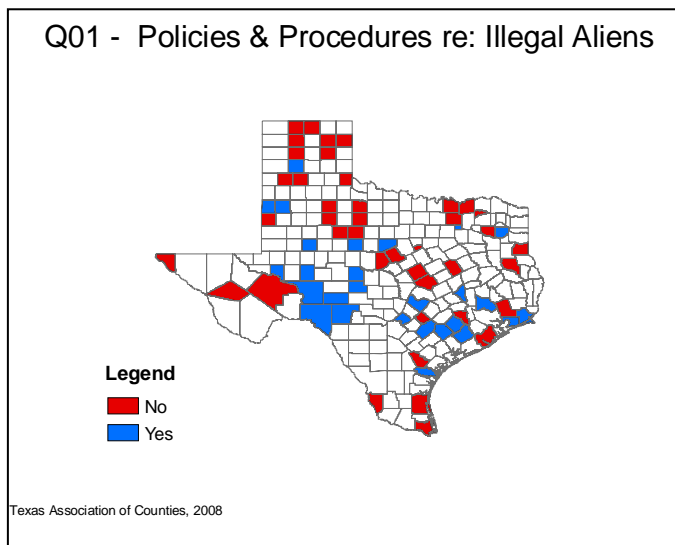 Q01 - Policies & Procedures re: Illegal Aliens
Legend
No
Yes
Texas Association of Counties, 2008